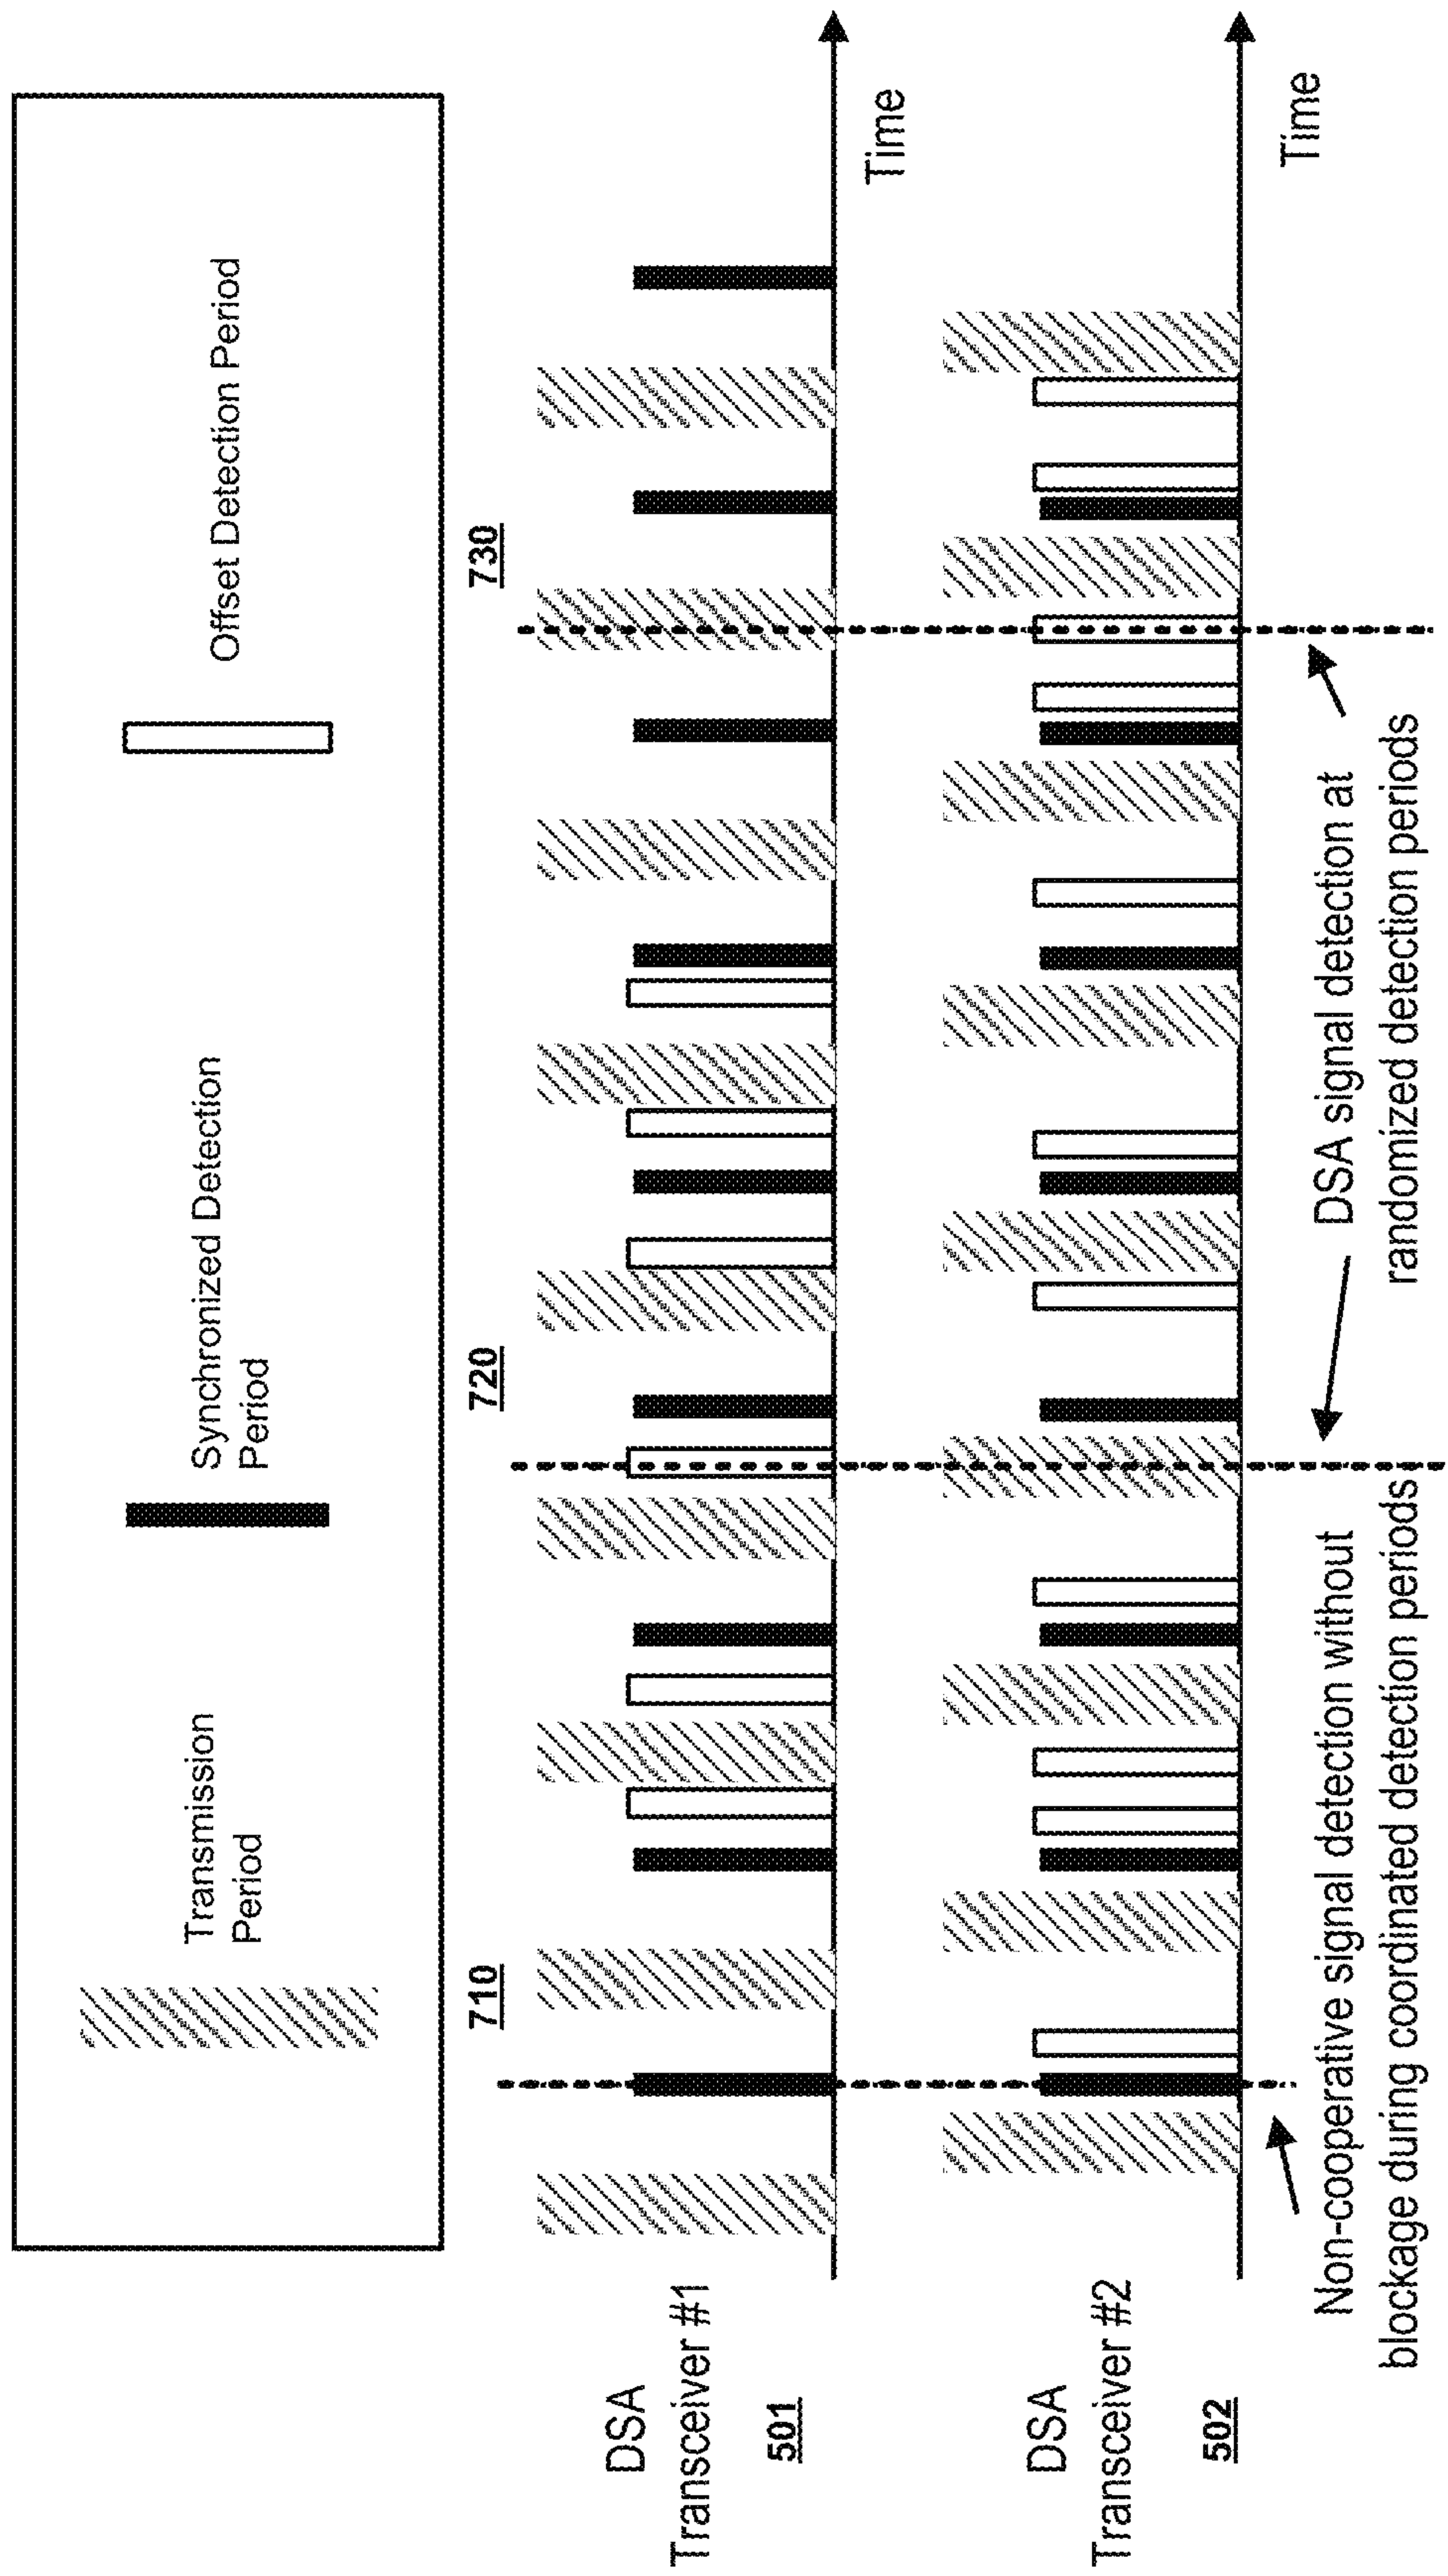 Transmission
Period
Synchronized Detection
Period
Offset Detection Period
710
720
730
DSA
Transceiver #1
501
Time
DSA
Transceiver #2
502
Time
Non-cooperative signal detection without
blockage during coordinated detection periods
DSA signal detection at
randomized detection periods